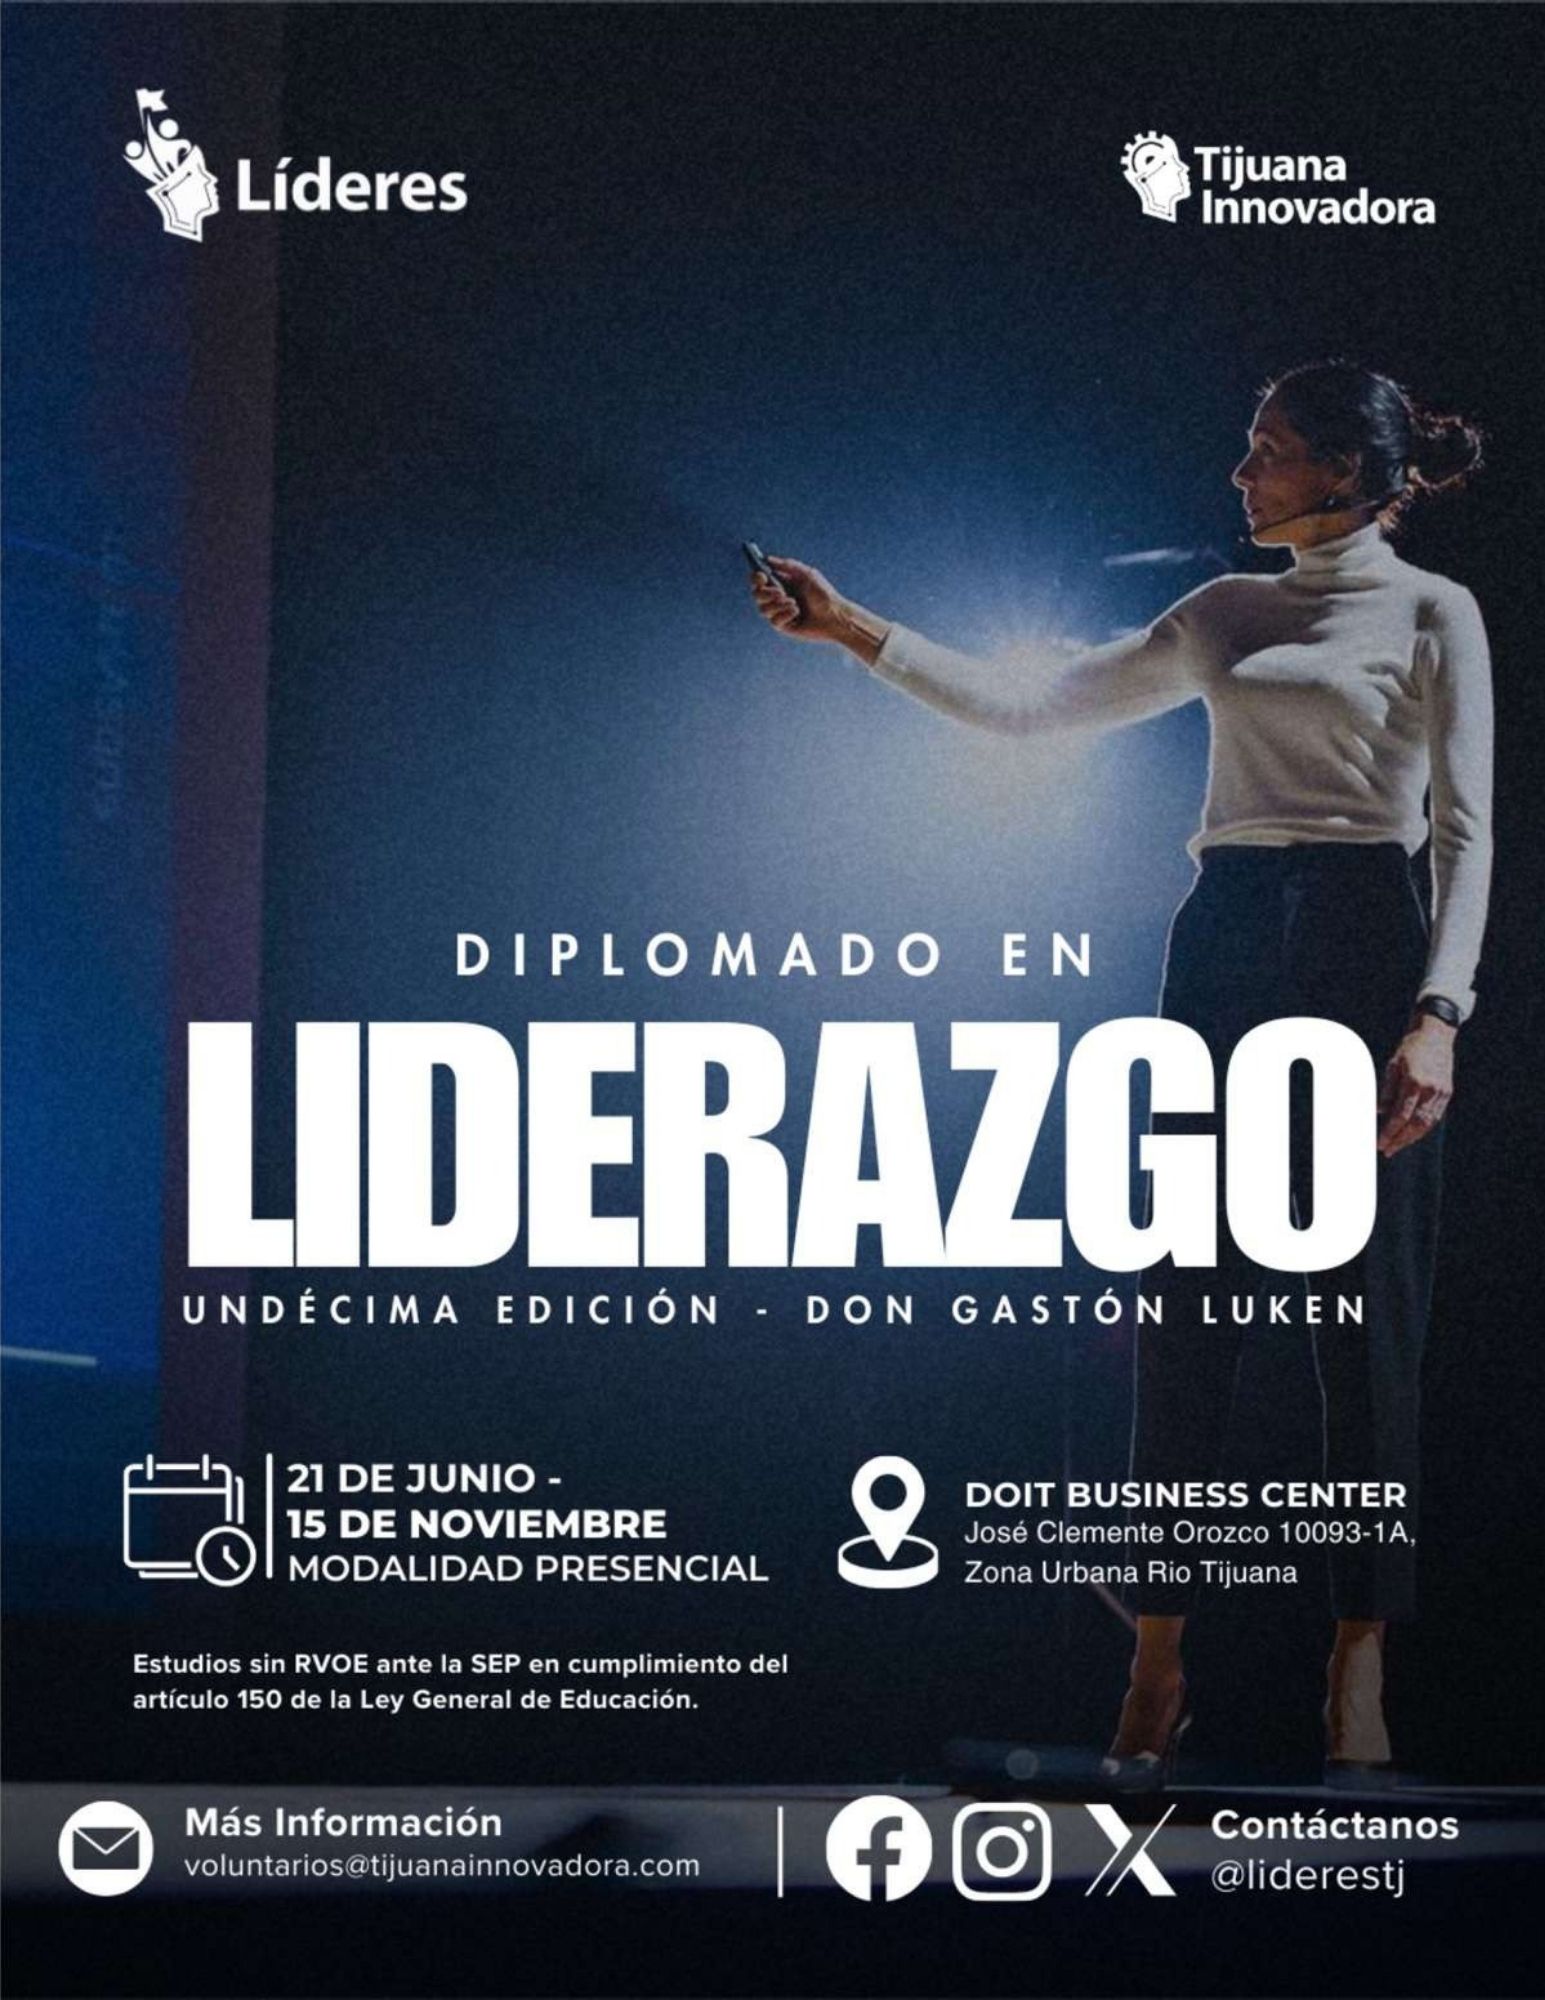 Líderes
Tijuana
Innovadora
DIPLOMADO EN
LIDERAZGO
UNDÉCIMA EDICIÓN - DON GASTÓN LUKEN
21 DE JUNIO -
15 DE NOVIEMBRE
MODALIDAD PRESENCIAL
DOIT BUSINESS CENTER
José Clemente Orozco 10093-1A,
Zona Urbana Rio Tijuana
Estudios sin RVOE ante la SEP en cumplimiento del
artículo 150 de la Ley General de Educación.
Más Información
voluntarios@tijuanainnovadora.com
Contáctanos
@liderestj